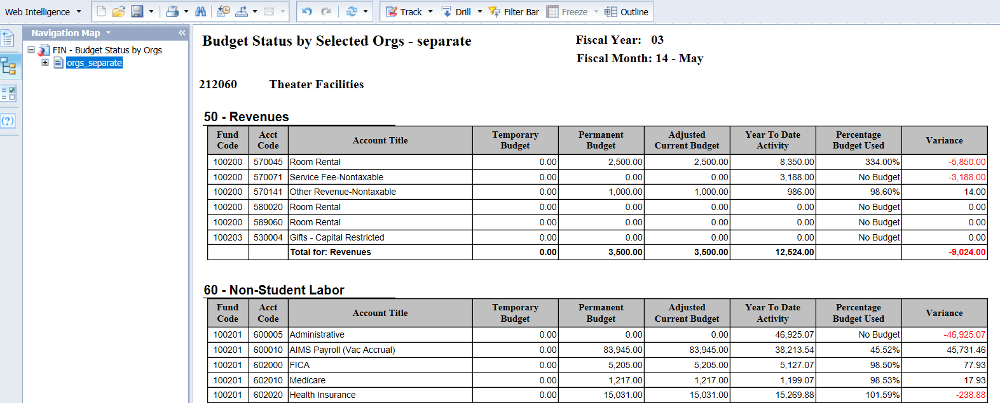 Web Intelligence Track Drill Filter Bar Freeze Outline
Navigation Map «
FIN - Budget Status by Orgs
orgs_separate
Budget Status by Selected Orgs - separate
Fiscal Year: 03
Fiscal Month: 14 - May
212060 Theater Facilities
50 - Revenues
Fund Code Acct Code Account Title Temporary Budget Permanent Budget Adjusted Current Budget Year To Date Activity Percentage Budget Used Variance
100200 570045 Room Rental 0.00 2,500.00 2,500.00 8,350.00 334.00% -5,850.00
100200 570071 Service Fee-Nontaxable 0.00 0.00 0.00 3,188.00 No Budget -3,188.00
100200 570141 Other Revenue-Nontaxable 0.00 1,000.00 1,000.00 986.00 98.60% 14.00
100200 580020 Room Rental 0.00 0.00 0.00 0.00 No Budget 0.00
100200 589060 Room Rental 0.00 0.00 0.00 0.00 No Budget 0.00
100203 530004 Gifts - Capital Restricted 0.00 0.00 0.00 0.00 No Budget 0.00
Total for: Revenues 0.00 3,500.00 3,500.00 12,524.00 -9,024.00
60 - Non-Student Labor
Fund Code Acct Code Account Title Temporary Budget Permanent Budget Adjusted Current Budget Year To Date Activity Percentage Budget Used Variance
100201 600005 Administrative 0.00 0.00 0.00 46,925.07 No Budget -46,925.07
100201 600010 AIMS Payroll (Vac Accrual) 0.00 83,945.00 83,945.00 38,213.54 45.52% 45,731.46
100201 602000 FICA 0.00 5,205.00 5,205.00 5,127.07 98.50% 77.93
100201 602010 Medicare 0.00 1,217.00 1,217.00 1,199.07 98.53% 17.93
100201 602020 Health Insurance 0.00 15,031.00 15,031.00 15,269.88 101.59% -238.88